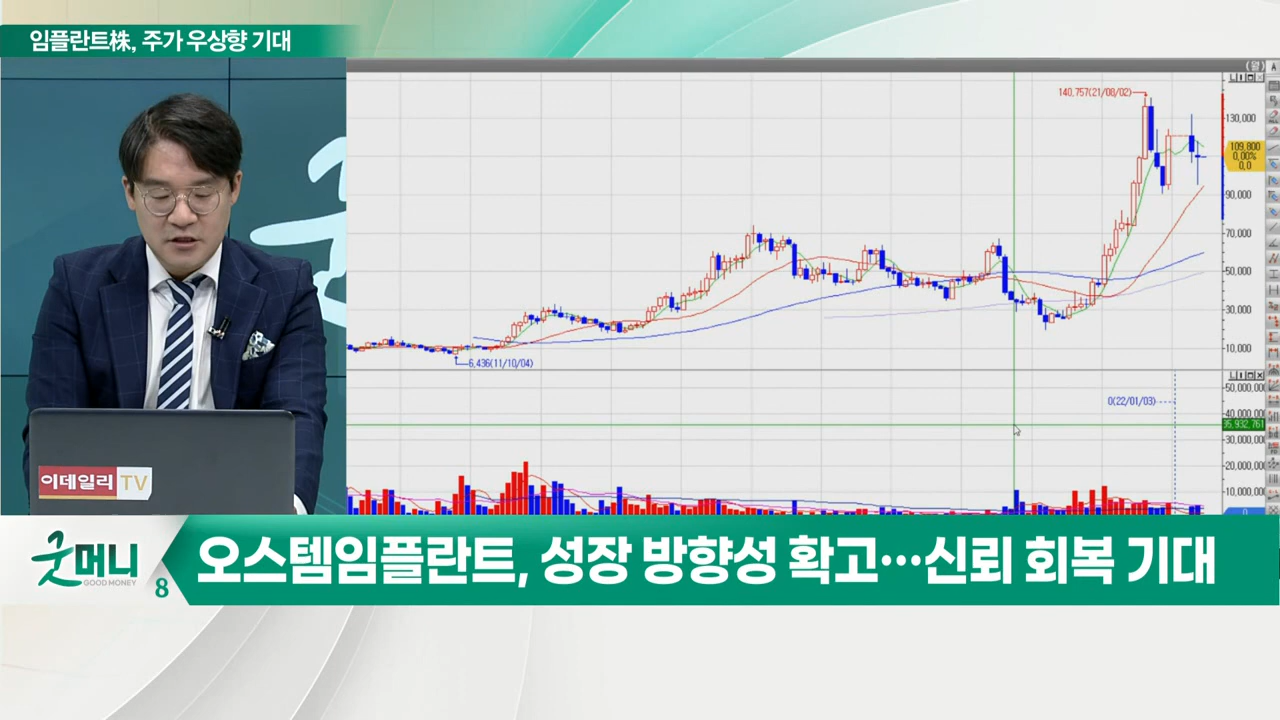 임플란트株, 주가 우상향 기대
(월)
A
140,757(21/08/02)
130,000
109,800
0,00%
0,0
90,000
70,000
50,000
30,000
10,000
6,436(11/10/04)
50,000,000
0(22/01/03)
40,000,000
35,932,761
30,000,000
20,000,000
10,000,000
0
이데일리 TV
굿머니
GOOD MONEY
8
오스템임플란트, 성장 방향성 확고…신뢰 회복 기대